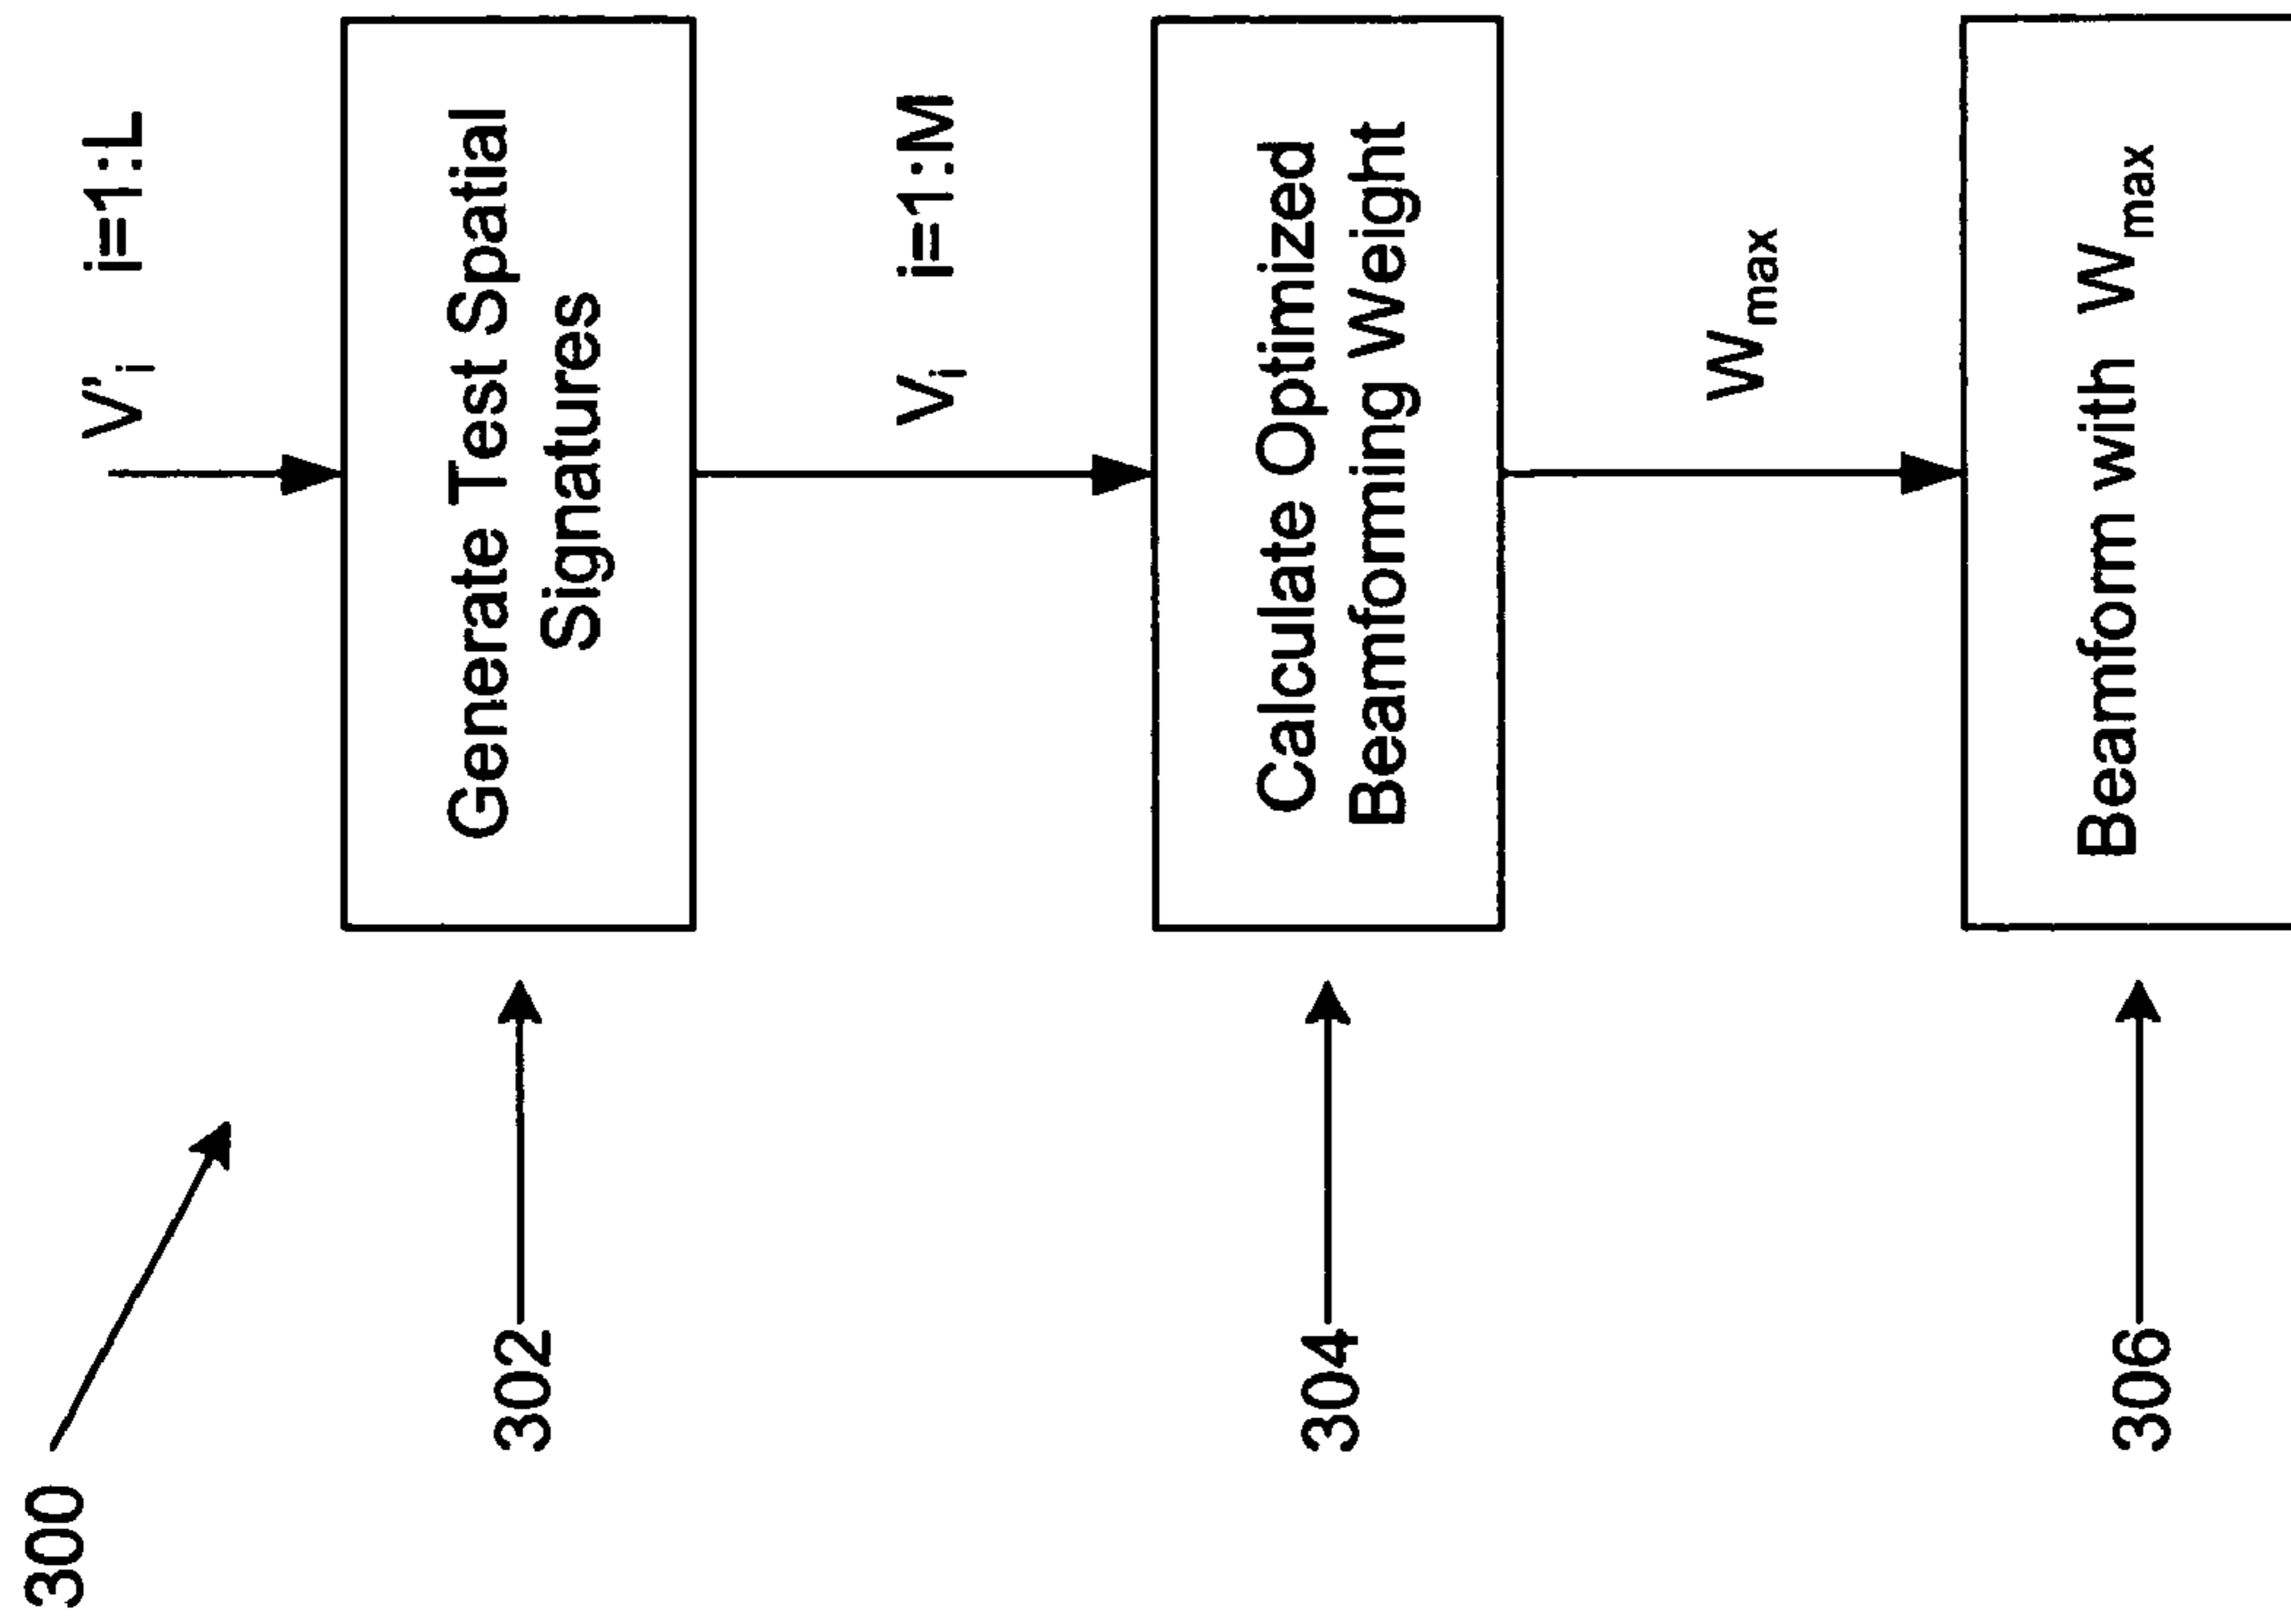 300
V'i i=1:L
302
Generate Test Spatial
Signatures
Vi i=1:M
304
Calculate Optimized
Beamforming Weight
Wmax
306
Beamform with Wmax